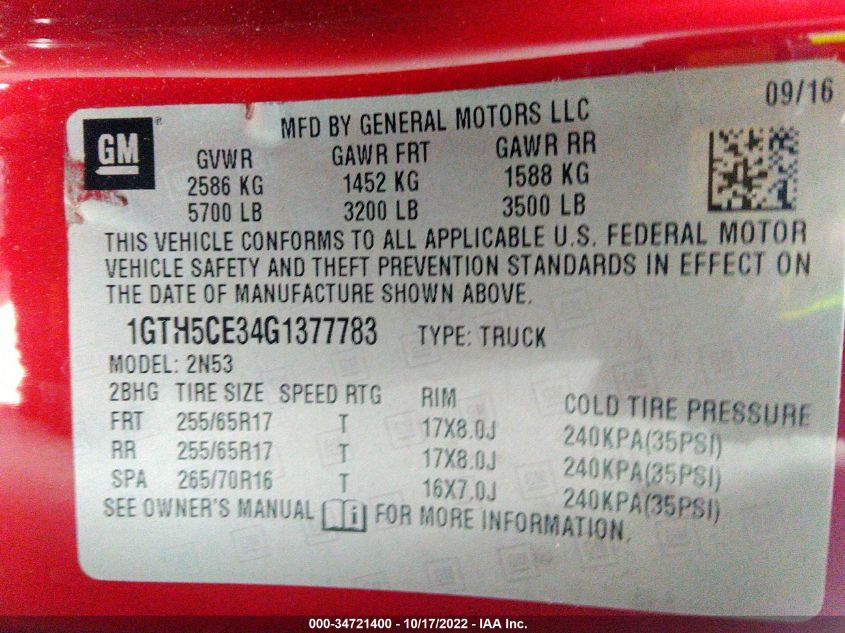 09/16
GM
MFD BY GENERAL MOTORS LLC
GVWR GAWR FRT GAWR RR
2586 KG 1452 KG 1588 KG
5700 LB 3200 LB 3500 LB
THIS VEHICLE CONFORMS TO ALL APPLICABLE U.S. FEDERAL MOTOR
VEHICLE SAFETY AND THEFT PREVENTION STANDARDS IN EFFECT ON
THE DATE OF MANUFACTURE SHOWN ABOVE.
1GTH5CE34G1377783 TYPE: TRUCK
MODEL: 2N53
2BHG TIRE SIZE SPEED RTG RIM COLD TIRE PRESSURE
FRT 255/65R17 T 17X8.0J 240KPA(35PSI)
RR 255/65R17 T 17X8.0J 240KPA(35PSI)
SPA 265/70R16 T 16X7.0J 240KPA(35PSI)
SEE OWNER'S MANUAL i FOR MORE INFORMATION.
000-34721400 - 10/17/2022 - IAA Inc.